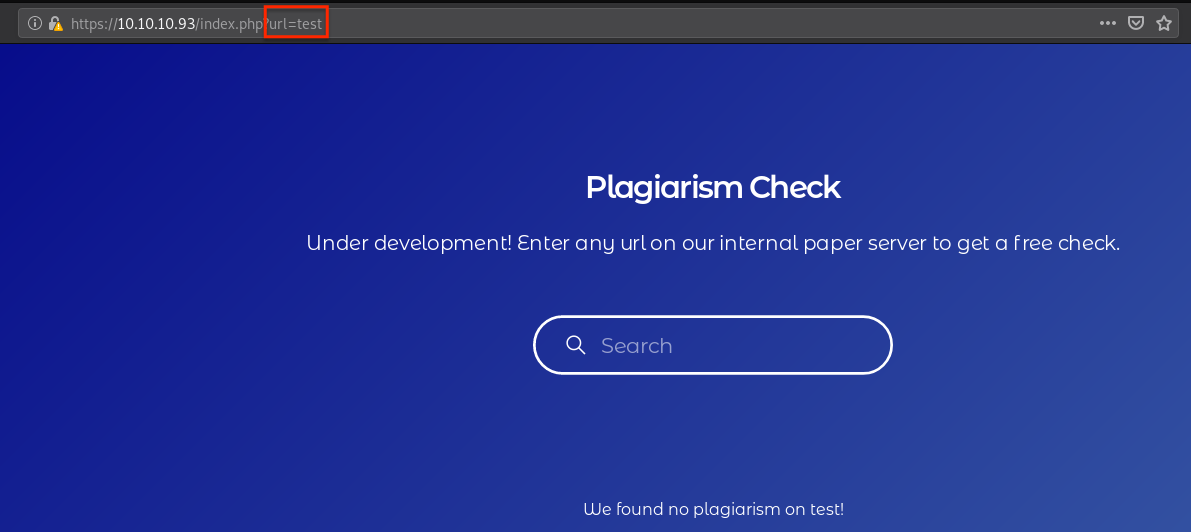 https://10.10.10.93/index.php?url=test
Plagiarism Check
Under development! Enter any url on our internal paper server to get a free check.
Search
We found no plagiarism on test!